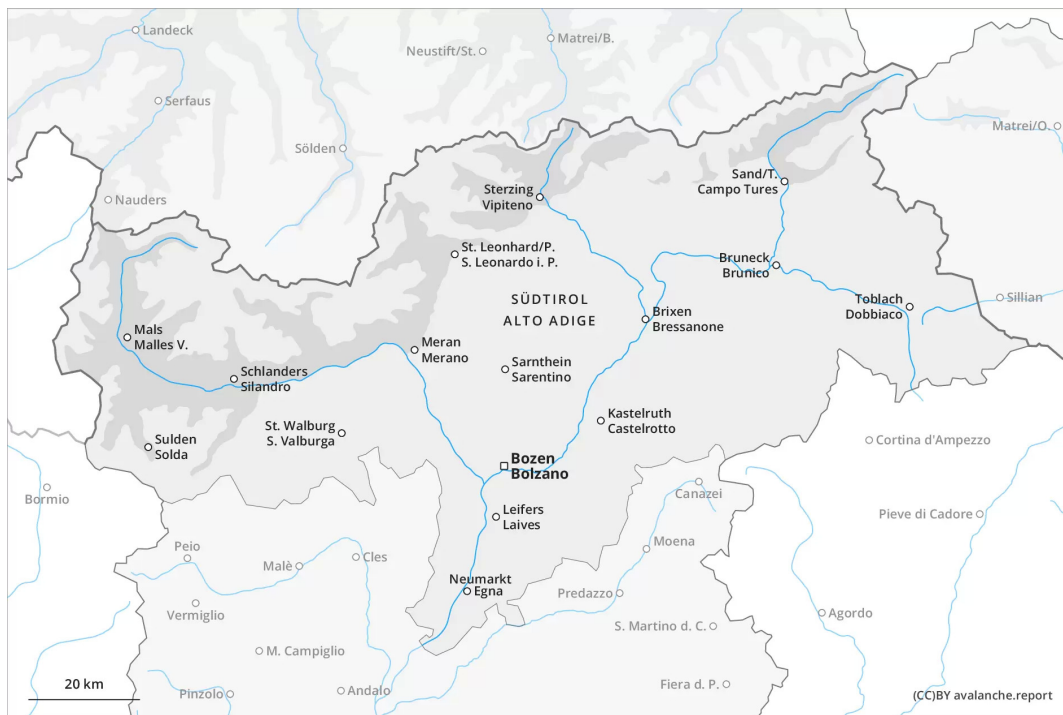 Landeck
Matrei/B.
Neustift/St.
Serfaus
Matrei/O.
Sölden
Sand/T.
Campo Tures
Sterzing
Vipiteno
Nauders
St. Leonhard/P.
S. Leonardo i. P.
Bruneck
Brunico
SÜDTIROL
ALTO ADIGE
Toblach
Dobbiaco
Sillian
Brixen
Bressanone
Mals
Malles V.
Meran
Merano
Sarnthein
Sarentino
Schlanders
Silandro
Kastelruth
Castelrotto
St. Walburg
S. Valburga
Sulden
Solda
Cortina d'Ampezzo
Bozen
Bolzano
Bormio
Canazei
Leifers
Laives
Pieve di Cadore
Moena
Peio
Cles
Malè
Neumarkt
Egna
Predazzo
Vermiglio
Agordo
S. Martino d. C.
M. Campiglio
20 km
Pinzolo
Andalo
Fiera d. P.
(CC)BY avalanche.report